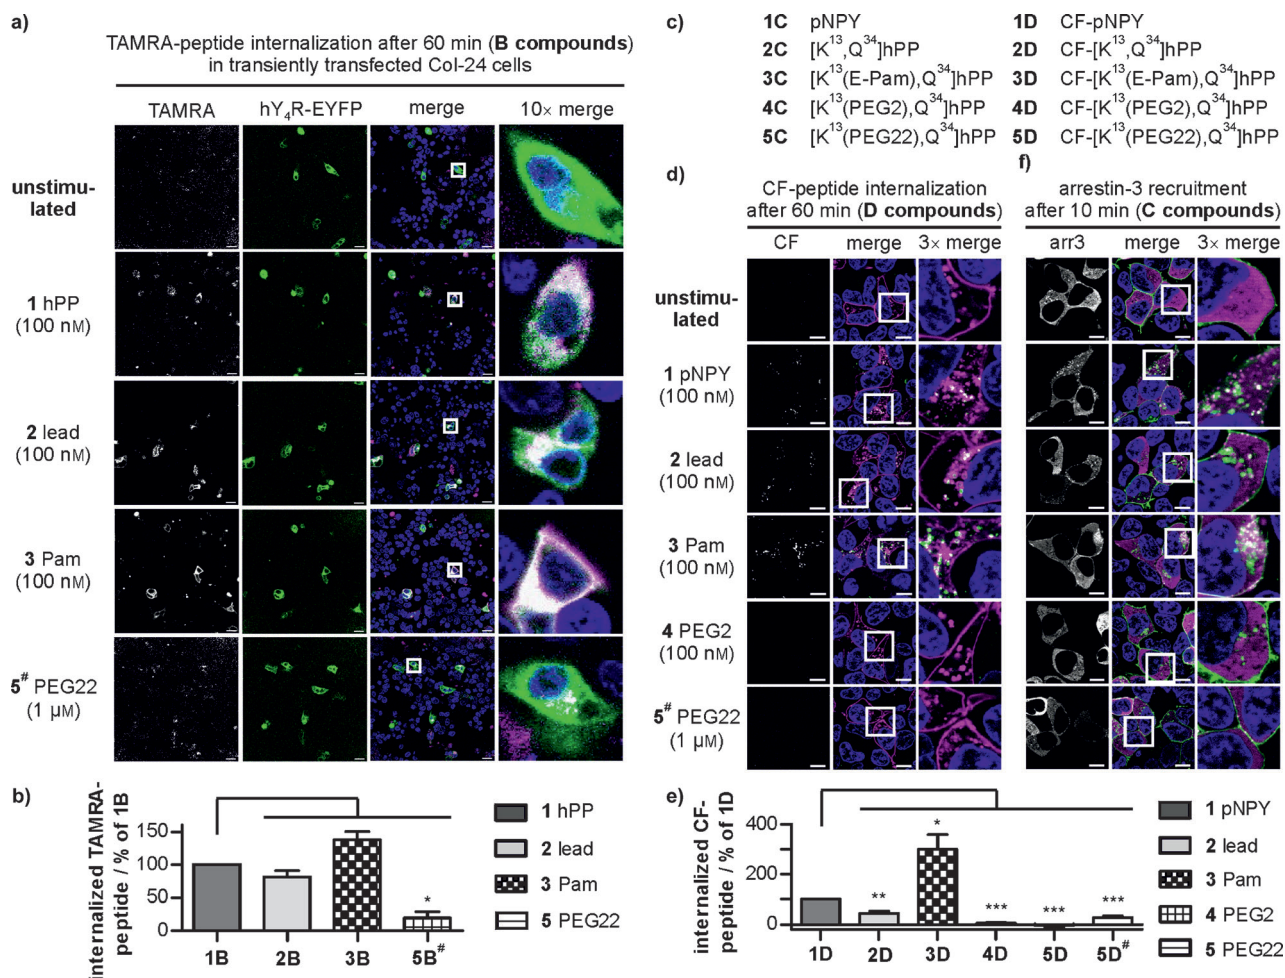 a)
TAMRA-peptide internalization after 60 min (B compounds)
in transiently transfected Col-24 cells
TAMRA hY4R-EYFP merge 10× merge
unstimu-
lated
1 hPP
(100 nM)
2 lead
(100 nM)
3 Pam
(100 nM)
5# PEG22
(1 µM)
b)
internalized TAMRA-
peptide / % of 1B
150
100
50
0
*
1B 2B 3B 5B#
1 hPP
2 lead
3 Pam
5 PEG22
c)
1C pNPY 1D CF-pNPY
2C [K13,Q34]hPP 2D CF-[K13,Q34]hPP
3C [K13(E-Pam),Q34]hPP 3D CF-[K13(E-Pam),Q34]hPP
4C [K13(PEG2),Q34]hPP 4D CF-[K13(PEG2),Q34]hPP
5C [K13(PEG22),Q34]hPP 5D CF-[K13(PEG22),Q34]hPP
d)
CF-peptide internalization
after 60 min (D compounds)
CF merge 3× merge
unstimu-
lated
1 pNPY
(100 nM)
2 lead
(100 nM)
3 Pam
(100 nM)
4 PEG2
(100 nM)
5# PEG22
(1 µM)
f)
arrestin-3 recruitment
after 10 min (C compounds)
arr3 merge 3× merge
e)
internalized CF-
peptide / % of 1D
400
200
0
** * *** *** ***
1D 2D 3D 4D 5D 5D#
1 pNPY
2 lead
3 Pam
4 PEG2
5 PEG22